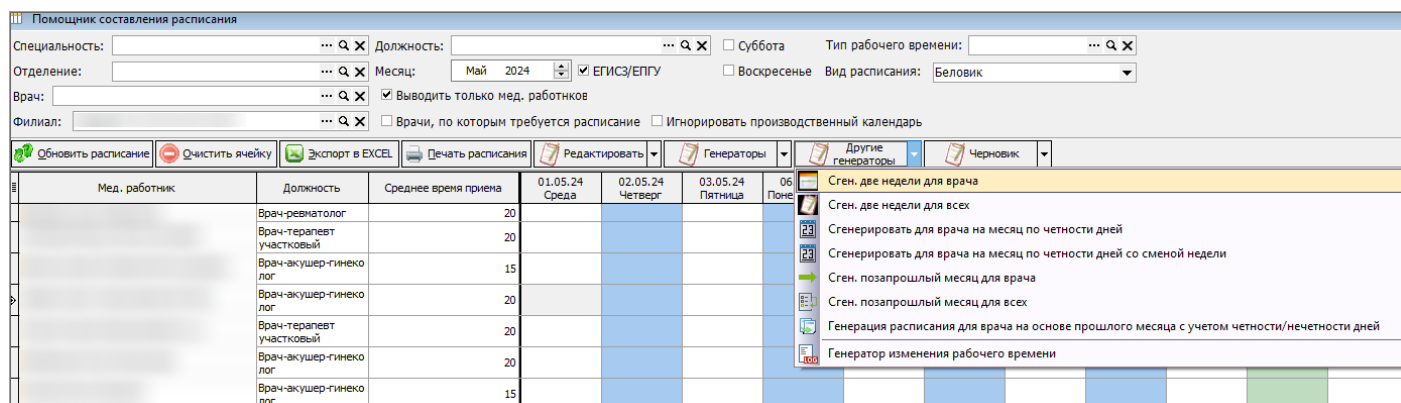 Помощник составления расписания
Специальность: Должность: Суббота Тип рабочего времени:
Отделение: Месяц: Май 2024 ЕГИСЗ/ЕПГУ Воскресенье Вид расписания: Беловик
Врач: Выводить только мед. работнков
Филиал: Врачи, по которым требуется расписание Игнорировать производственный календарь
Обновить расписание Очистить ячейку Экспорт в EXCEL Печать расписания Редактировать Генераторы Другие генераторы Черновик
Мед. работник Должность Среднее время приема 01.05.24 02.05.24 03.05.24 06
Среда Четверг Пятница Поне
Врач-ревматолог 20
Врач-терапевт
участковый 20
Врач-акушер-гинеко
лог 15
Врач-акушер-гинеко
лог 20
Врач-терапевт
участковый 20
Врач-акушер-гинеко
лог 20
Врач-акушер-гинеко
лог 15
Сген. две недели для врача
Сген. две недели для всех
23 Сгенерировать для врача на месяц по четности дней
23 Сгенерировать для врача на месяц по четности дней со сменой недели
Сген. позапрошлый месяц для врача
Сген. позапрошлый месяц для всех
Генерация расписания для врача на основе прошлого месяца с учетом четности/нечетности дней
LOG Генератор изменения рабочего времени